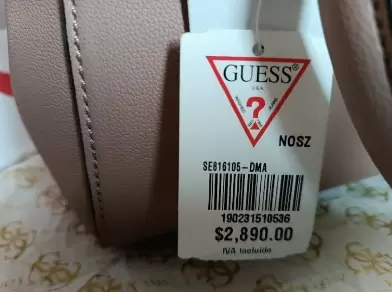 GUESS®
U.S.A.
?
NOSZ
SE816105-DMA
190231510536
$2,890.00
IVA Incluido